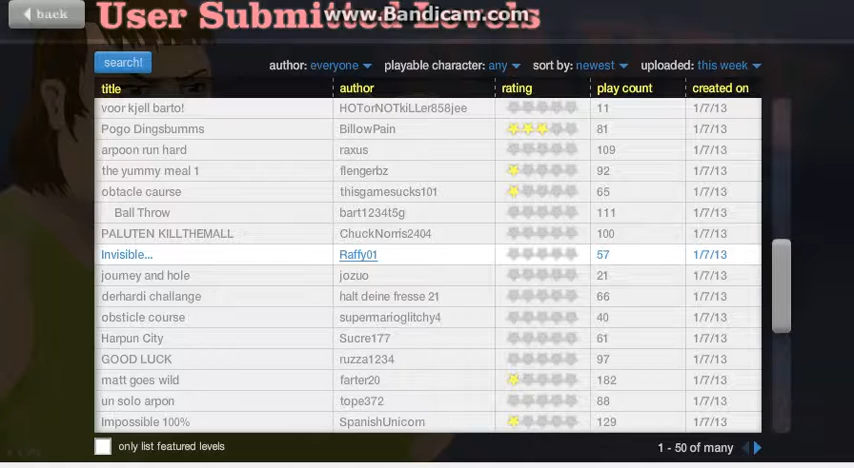 back
User Submitted Levels
www.Bandicam.com
search!
author: everyone playable character: any sort by: newest uploaded: this week
title author rating play count created on
voor kjell barto! HOTorNOTkiLLer858jee 11 1/7/13
Pogo Dingsbumms BillowPain 81 1/7/13
arpoon run hard raxus 109 1/7/13
the yummy meal 1 flengerbz 92 1/7/13
obtacle caurse thisgamesucks101 65 1/7/13
Ball Throw bart1234t5g 111 1/7/13
PALUTEN KILLTHEMALL ChuckNorris2404 100 1/7/13
Invisible... Raffy01 57 1/7/13
journey and hole jozuo 21 1/7/13
derhardi challange halt deine fresse 21 66 1/7/13
obsticle course supermarioglitchy4 40 1/7/13
Harpun City Sucre177 61 1/7/13
GOOD LUCK ruzza1234 97 1/7/13
matt goes wild farter20 182 1/7/13
un solo arpon tope372 88 1/7/13
Impossible 100% SpanishUnicorn 129 1/7/13
only list featured levels 1 - 50 of many